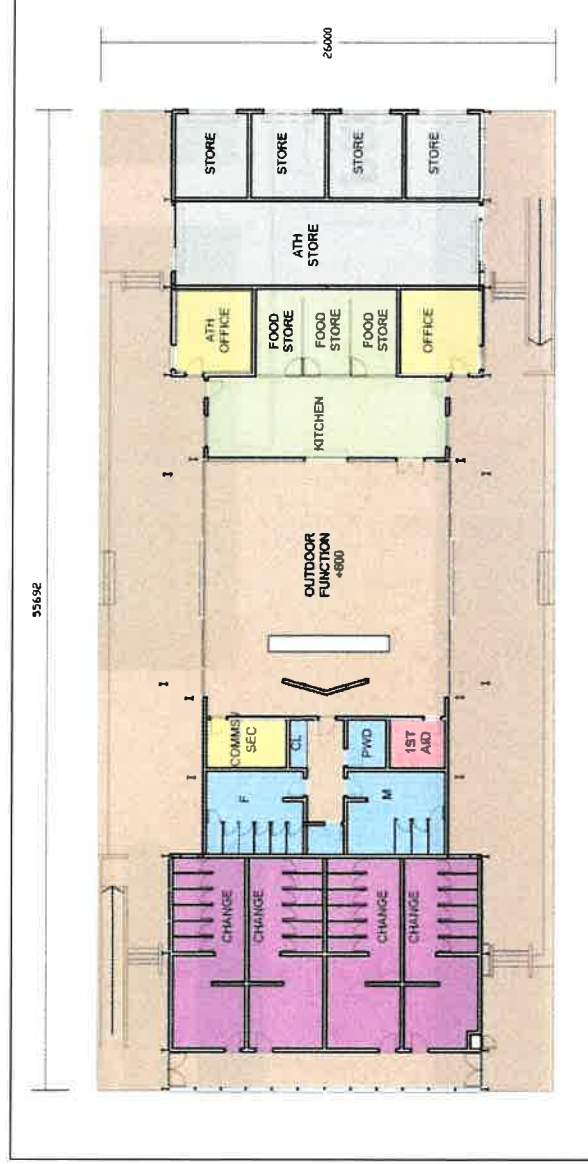 55692
26000
CHANGE
CHANGE
CHANGE
CHANGE
F
M
COMMS/
SEC
CL
PWD
1ST
AID
OUTDOOR
FUNCTION
+600
KITCHEN
ATH
OFFICE
FOOD
STORE
FOOD
STORE
FOOD
STORE
OFFICE
ATH
STORE
STORE
STORE
STORE
STORE